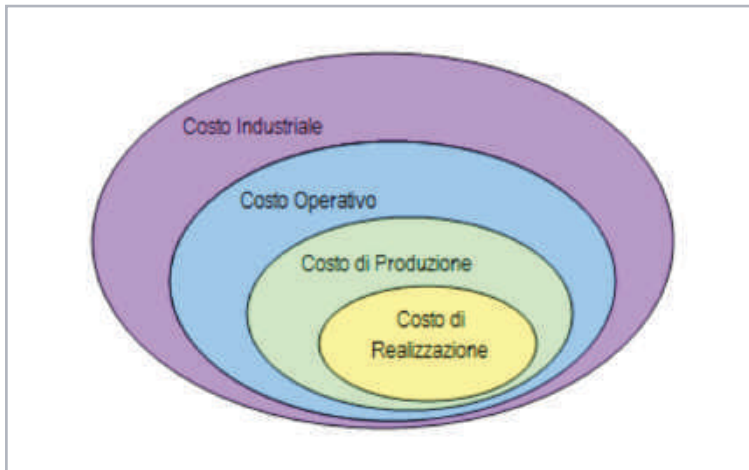 Costo Industriale
Costo Operativo
Costo di Produzione
Costo di
Realizzazione